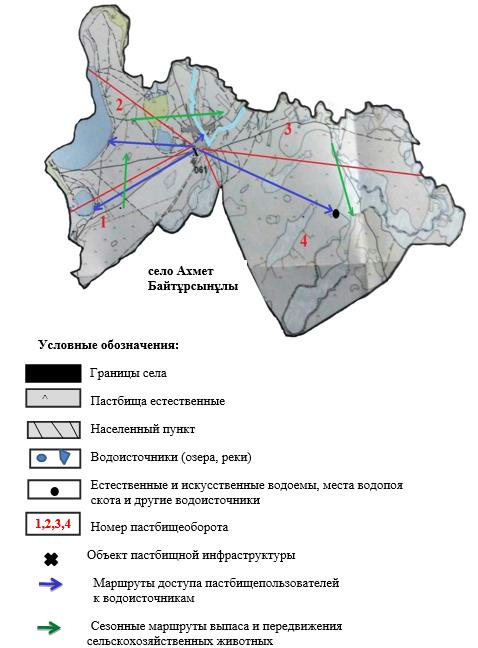 2
3
1
4
061
село Ахмет
Байтұрсынұлы
Условные обозначения:
Границы села
^ Пастбища естественные
Населенный пункт
Водоисточники (озера, реки)
Естественные и искусственные водоемы, места водопоя
скота и другие водоисточники
1,2,3,4 Номер пастбищеоборота
Объект пастбищной инфраструктуры
Маршруты доступа пастбищепользователей
к водоисточникам
Сезонные маршруты выпаса и передвижения
сельскохозяйственных животных